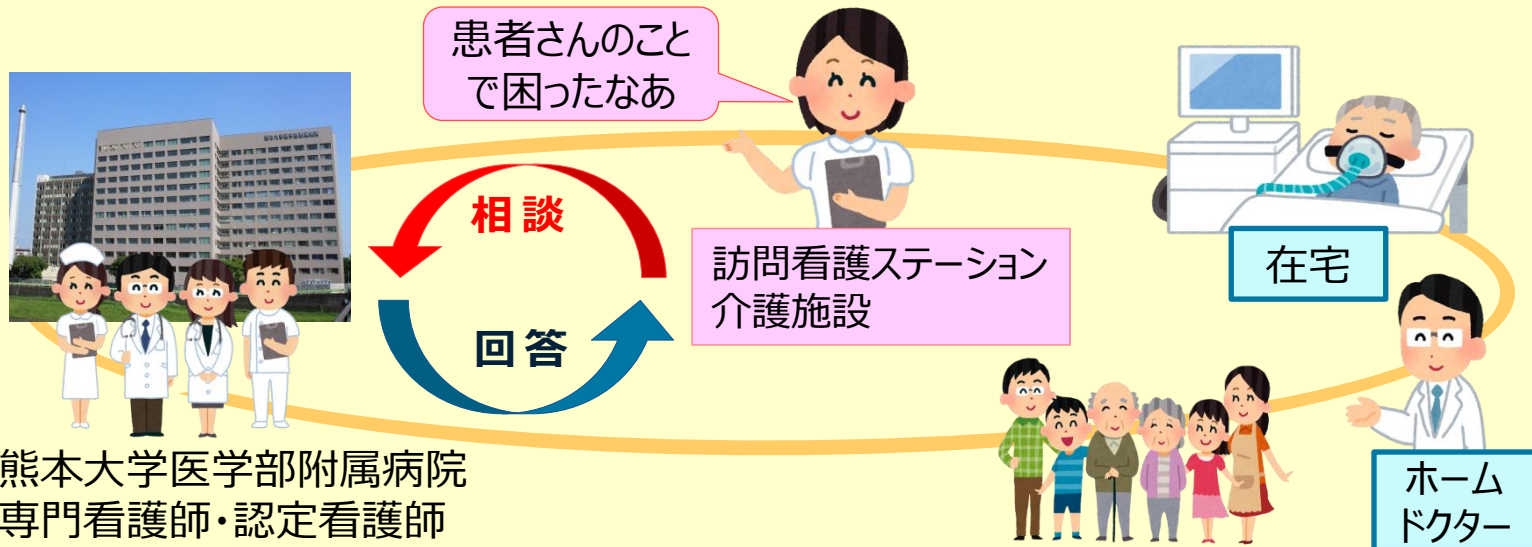 患者さんのこと
で困ったなあ
相談
回答
訪問看護ステーション
介護施設
在宅
ホーム
ドクター
熊本大学医学部附属病院
専門看護師・認定看護師